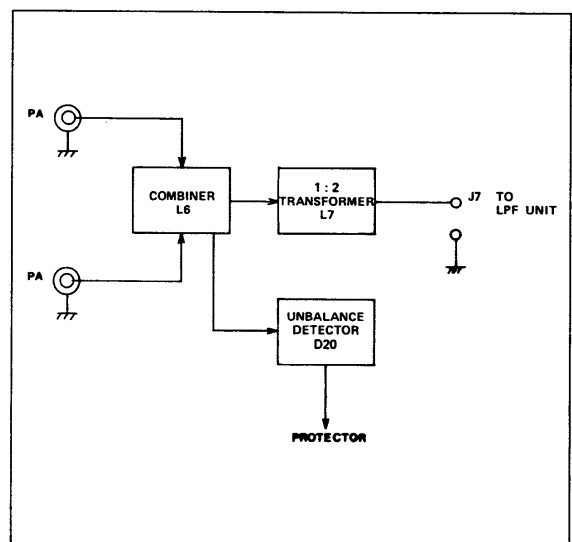 PA
COMBINER
L6
1 : 2
TRANSFORMER
L7
J7 TO
LPF UNIT
PA
UNBALANCE
DETECTOR
D20
PROTECTOR